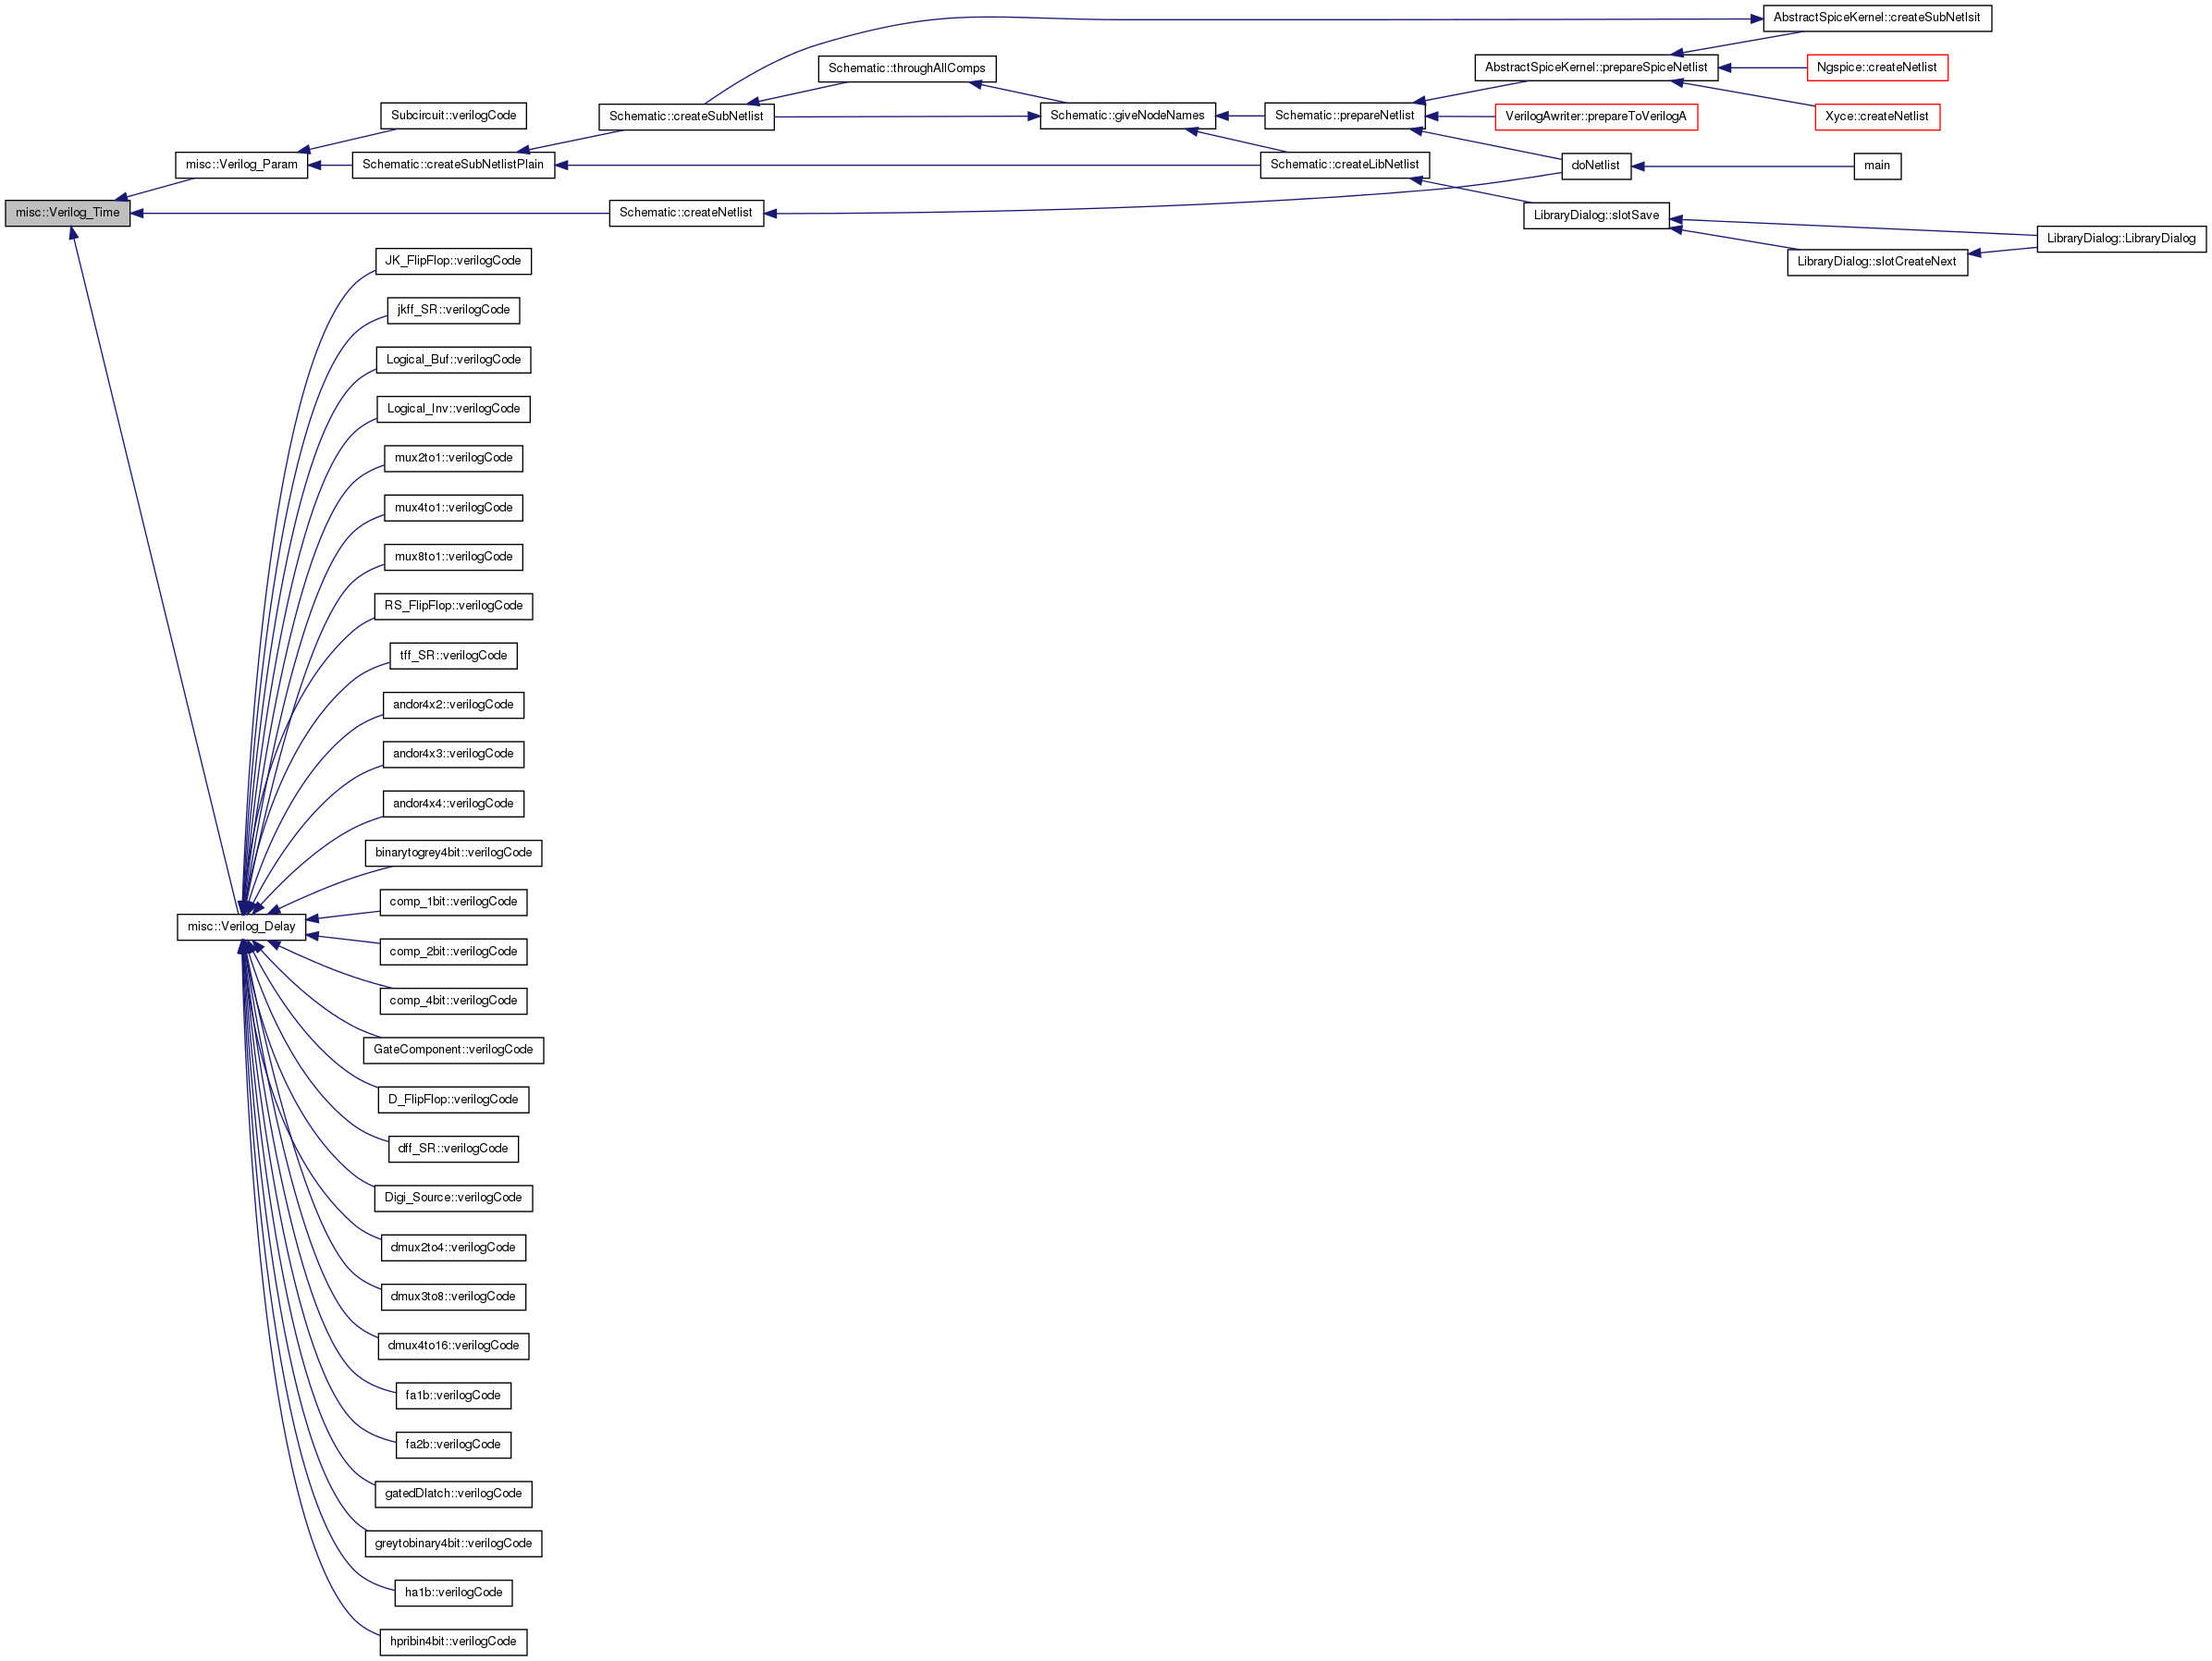 AbstractSpiceKernel::createSubNetlsit
Schematic::throughAllComps
AbstractSpiceKernel::prepareSpiceNetlist
Ngspice::createNetlist
Subcircuit::verilogCode
Schematic::createSubNetlist
Schematic::giveNodeNames
Schematic::prepareNetlist
VerilogAwriter::prepareToVerilogA
Xyce::createNetlist
misc::Verilog_Param
Schematic::createSubNetlistPlain
Schematic::createLibNetlist
doNetlist
main
misc::Verilog_Time
Schematic::createNetlist
LibraryDialog::slotSave
LibraryDialog::LibraryDialog
LibraryDialog::slotCreateNext
JK_FlipFlop::verilogCode
jkff_SR::verilogCode
Logical_Buf::verilogCode
Logical_Inv::verilogCode
mux2to1::verilogCode
mux4to1::verilogCode
mux8to1::verilogCode
RS_FlipFlop::verilogCode
tff_SR::verilogCode
andor4x2::verilogCode
andor4x3::verilogCode
andor4x4::verilogCode
binarytogrey4bit::verilogCode
comp_1bit::verilogCode
misc::Verilog_Delay
comp_2bit::verilogCode
comp_4bit::verilogCode
GateComponent::verilogCode
D_FlipFlop::verilogCode
dff_SR::verilogCode
Digi_Source::verilogCode
dmux2to4::verilogCode
dmux3to8::verilogCode
dmux4to16::verilogCode
fa1b::verilogCode
fa2b::verilogCode
gatedDlatch::verilogCode
greytobinary4bit::verilogCode
ha1b::verilogCode
hpribin4bit::verilogCode